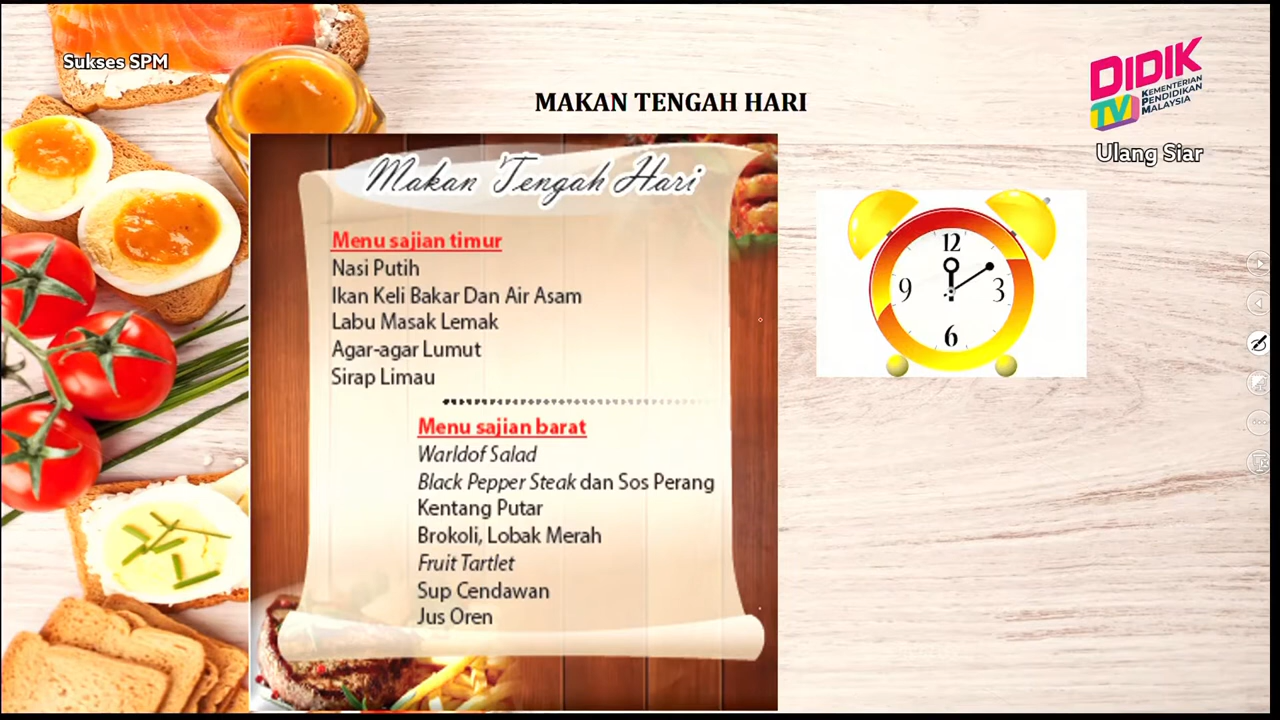 Sukses SPM
DIDIK
TV
KEMENTERIAN
PENDIDIKAN
MALAYSIA
Ulang Siar
MAKAN TENGAH HARI
Makan Tengah Hari
Menu sajian timur
Nasi Putih
Ikan Keli Bakar Dan Air Asam
Labu Masak Lemak
Agar-agar Lumut
Sirap Limau
Menu sajian barat
Warldof Salad
Black Pepper Steak dan Sos Perang
Kentang Putar
Brokoli, Lobak Merah
Fruit Tartlet
Sup Cendawan
Jus Oren
12
9
3
6